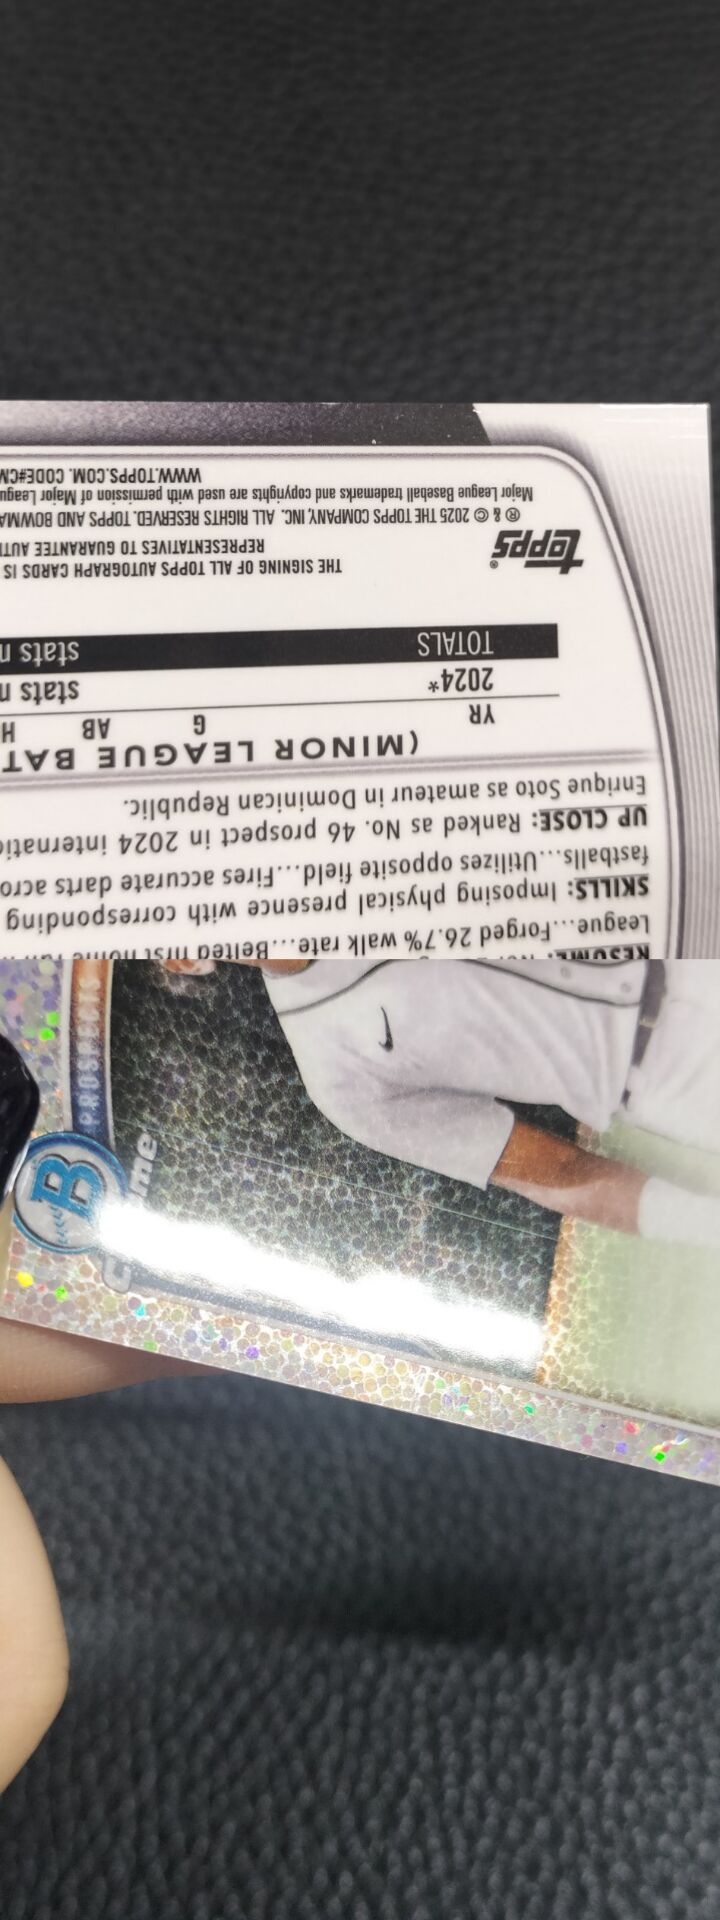 RESUME:
League...Forged 26.7% walk rate...Belted first home run
SKILLS: Imposing physical presence with corresponding
fastballs...Utilizes opposite field...Fires accurate darts acro
UP CLOSE: Ranked as No. 46 prospect in 2024 internati
Enrique Soto as amateur in Dominican Republic.
(MINOR LEAGUE BAT
YR G AB H
2024* stats n
TOTALS stats n
THE SIGNING OF ALL TOPPS AUTOGRAPH CARDS IS
REPRESENTATIVES TO GUARANTEE AUTH
topps®
® & © 2025 THE TOPPS COMPANY, INC. ALL RIGHTS RESERVED. TOPPS AND BOWMA
Major League Baseball trademarks and copyrights are used with permission of Major Leagu
WWW.TOPPS.COM. CODE#CM
PROSPECTS
B